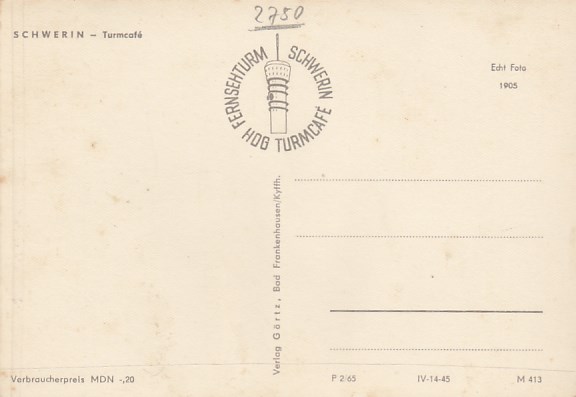 2750
SCHWERIN – Turmcafé
FERNSEHTURM SCHWERIN
HOG TURMCAFÉ
Echt Foto
1905
Verlag Görtz, Bad Frankenhausen/Kyffh.
Verbraucherpreis MDN -,20
P 2/65
IV-14-45
M 413